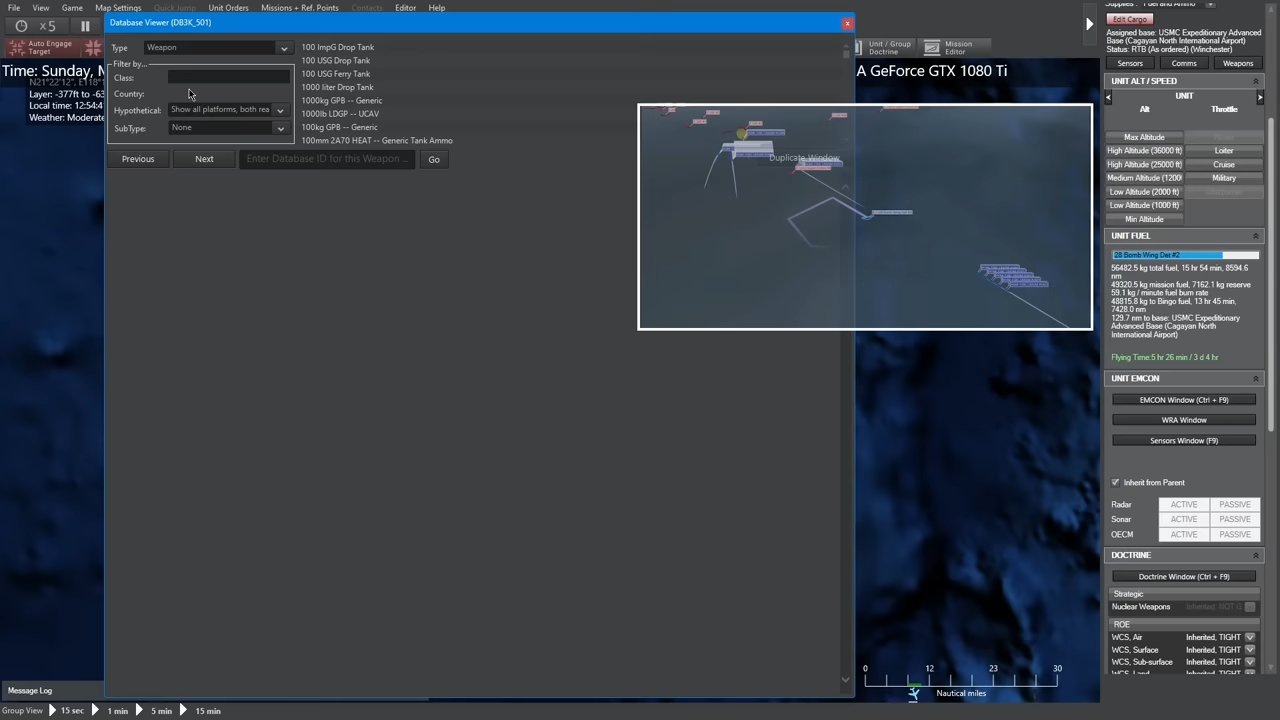 File View Game Map Settings Quick Jump Unit Orders Missions + Ref. Points Contacts Editor Help
x5
Auto Engage
Target
Unit / Group
Doctrine
Mission
Editor
Time: Sunday, M
A GeForce GTX 1080 Ti
Layer: -377ft to -63
Local time: 12:54:4
Weather: Moderate
Database Viewer (DB3K_501)
x
Type Weapon
Filter by...
Class:
Country:
Hypothetical: Show all platforms, both rea
SubType: None
Previous Next Enter Database ID for this Weapon ... Go
100 ImpG Drop Tank
100 USG Drop Tank
100 USG Ferry Tank
1000 liter Drop Tank
1000kg GPB -- Generic
1000lb LDGP -- UCAV
100kg GPB -- Generic
100mm 2A70 HEAT -- Generic Tank Ammo
Duplicate Window
Edit Cargo
Assigned base: USMC Expeditionary
Advanced Base (Cagayan North
International Airport)
Status: RTB (As ordered) (Winchester)
Sensors Comms Weapons
UNIT ALT / SPEED
< UNIT >
Alt Throttle
Max Altitude
High Altitude (36000 ft) Loiter
High Altitude (25000 ft) Cruise
Medium Altitude (1200 Military
Low Altitude (2000 ft)
Low Altitude (1000 ft)
Min Altitude
UNIT FUEL
28 Bomb Wing Det #2
56482.5 kg total fuel, 15 hr 54 min, 8594.6
nm
49320.5 kg mission fuel, 7162.1 kg reserve
59.1 kg / minute fuel burn rate
48815.8 kg to Bingo fuel, 13 hr 45 min,
7428.0 nm
129.7 nm to base: USMC Expeditionary
Advanced Base (Cagayan North
International Airport)
Flying Time:5 hr 26 min / 3 d 4 hr
UNIT EMCON
EMCON Window (Ctrl + F9)
WRA Window
Sensors Window (F9)
Inherit from Parent
Radar ACTIVE PASSIVE
Sonar ACTIVE PASSIVE
OECM ACTIVE PASSIVE
DOCTRINE
Doctrine Window (Ctrl + F9)
Strategic
Nuclear Weapons Inherited, NOT G
ROE
WCS, Air Inherited, TIGHT
WCS, Surface Inherited, TIGHT
WCS, Sub-surface Inherited, TIGHT
0 12 23 30
Nautical miles
Message Log
Group View 15 sec 1 min 5 min 15 min